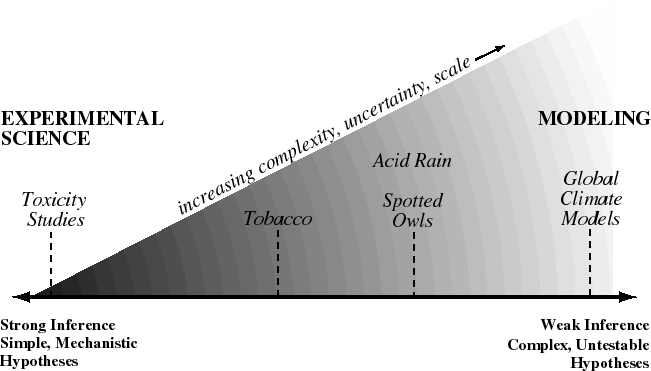 increasing complexity, uncertainty, scale
EXPERIMENTAL
SCIENCE
MODELING
Toxicity
Studies
Tobacco
Acid Rain
Spotted
Owls
Global
Climate
Models
Strong Inference
Simple, Mechanistic
Hypotheses
Weak Inference
Complex, Untestable
Hypotheses